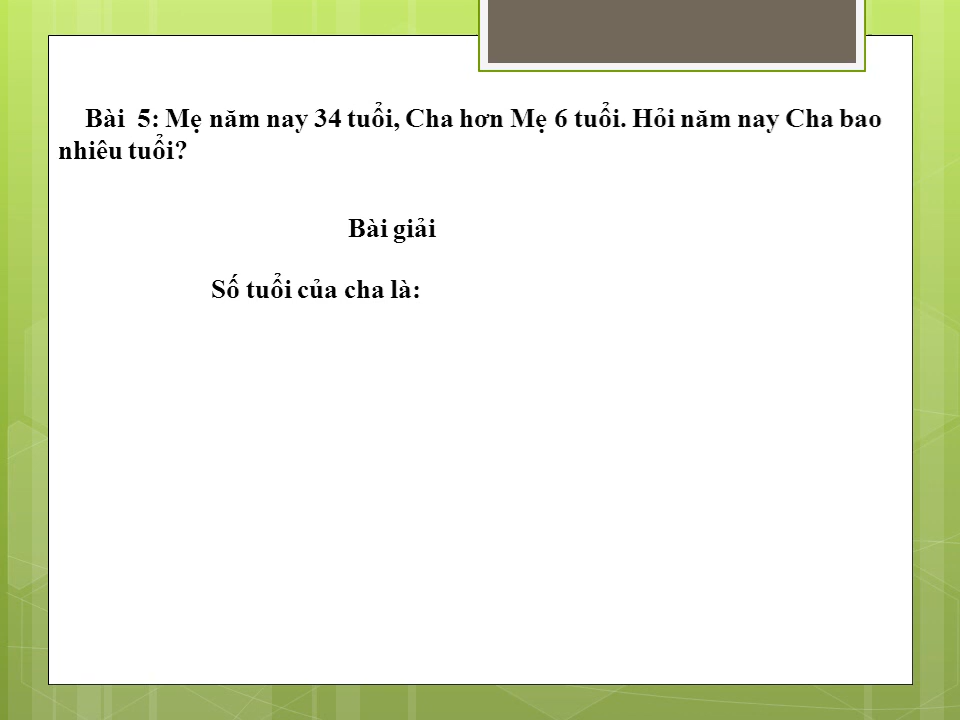 Bài 5: Mẹ năm nay 34 tuổi, Cha hơn Mẹ 6 tuổi. Hỏi năm nay Cha bao
nhiêu tuổi?
Bài giải
Số tuổi của cha là: